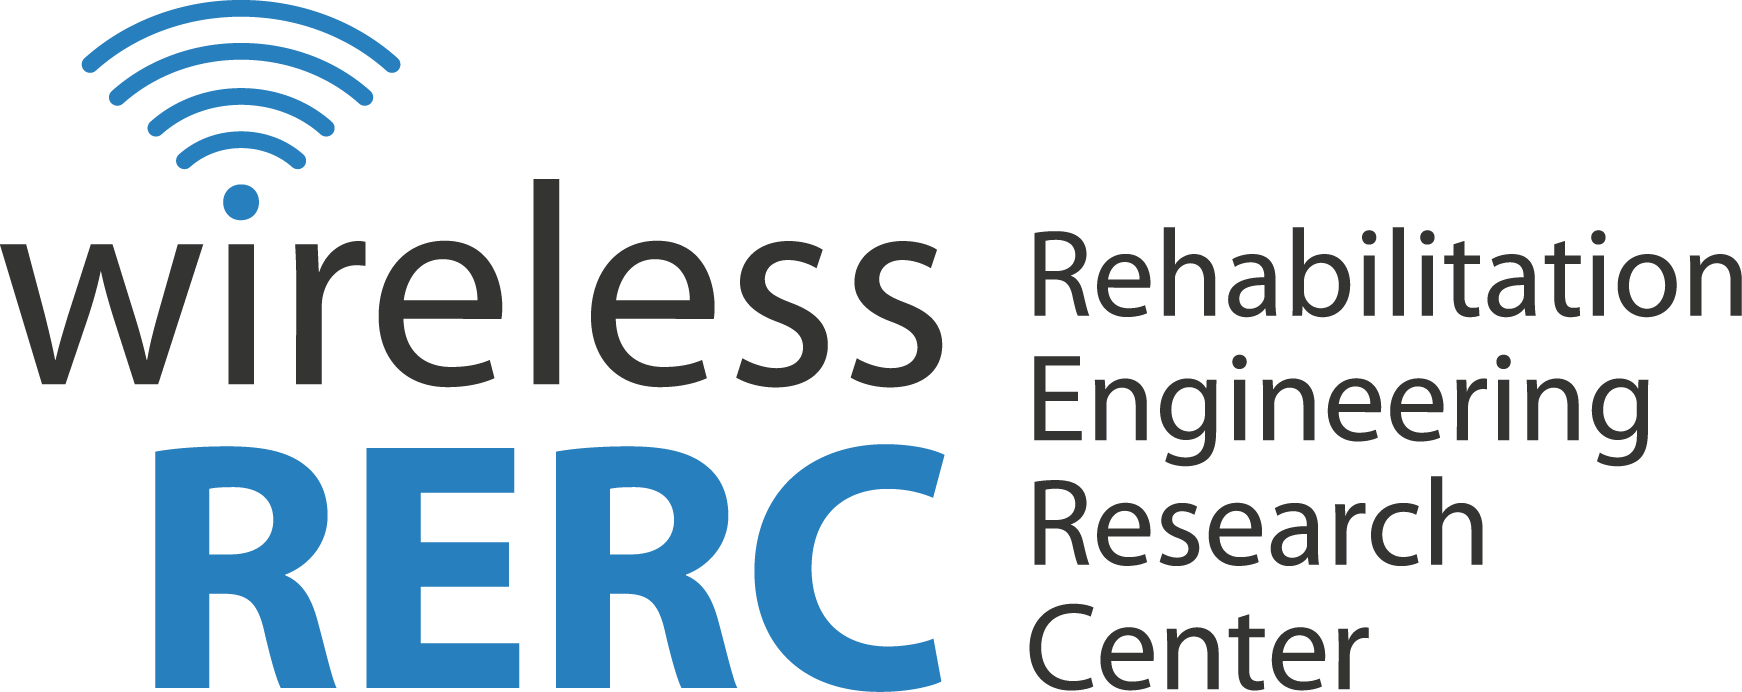 wireless
RERC
Rehabilitation
Engineering
Research
Center